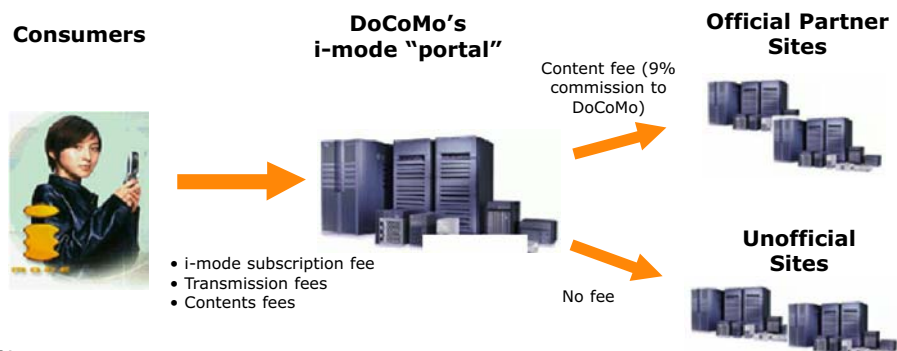 Consumers
DoCoMo's
i-mode “portal”
Official Partner
Sites
Content fee (9%
commission to
DoCoMo)
• i-mode subscription fee
• Transmission fees
• Contents fees
No fee
Unofficial
Sites